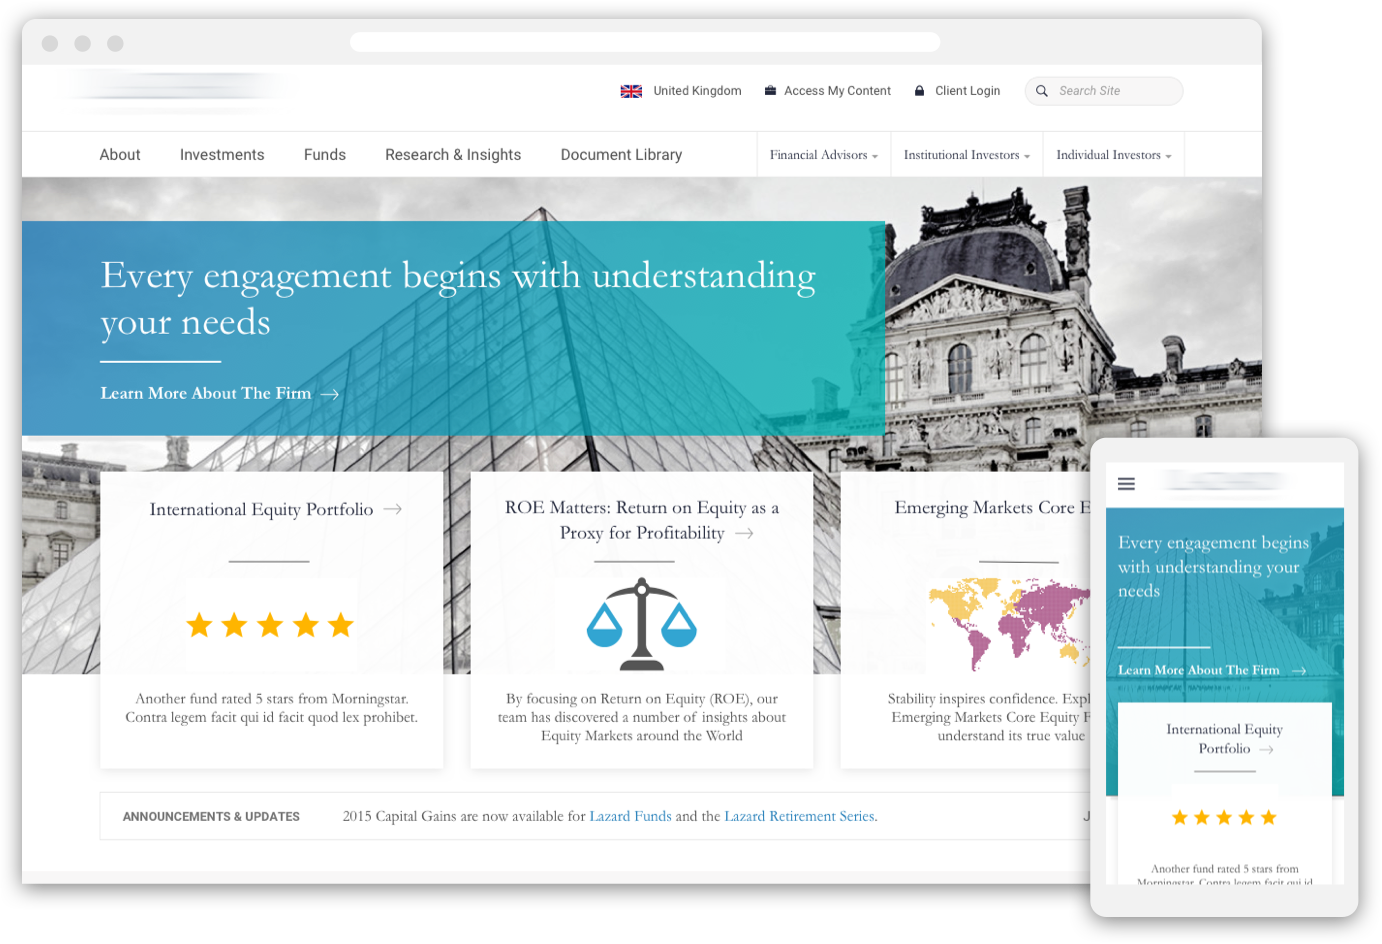 United Kingdom
Access My Content
Client Login
Search Site
About
Investments
Funds
Research & Insights
Document Library
Financial Advisors
Institutional Investors
Individual Investors
Every engagement begins with understanding
your needs
Learn More About The Firm
International Equity Portfolio
Another fund rated 5 stars from Morningstar.
Contra legem facit qui id facit quod lex prohibet.
ROE Matters: Return on Equity as a
Proxy for Profitability
By focusing on Return on Equity (ROE), our
team has discovered a number of insights about
Equity Markets around the World
Emerging Markets Core E
Stability inspires confidence. Expl
Emerging Markets Core Equity F
understand its true value
ANNOUNCEMENTS & UPDATES
2015 Capital Gains are now available for Lazard Funds and the Lazard Retirement Series.
J
Every engagement begins
with understanding your
needs
Learn More About The Firm
International Equity
Portfolio
Another fund rated 5 stars from
Morningstar. Contra legem facit qui id